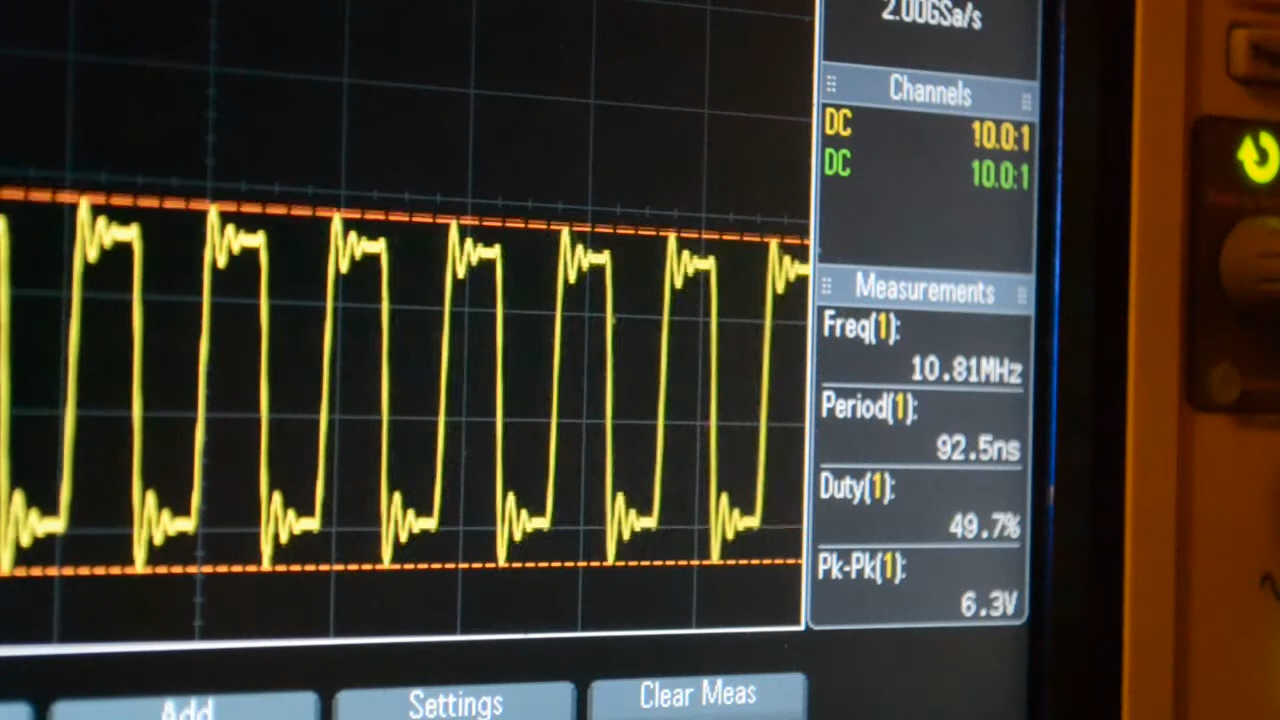 2.00GSa/s
Channels
DC 10.0:1
DC 10.0:1
Measurements
Freq(1):
10.81MHz
Period(1):
92.5ns
Duty(1):
49.7%
Pk-Pk(1):
6.3V
Add
Settings
Clear Meas